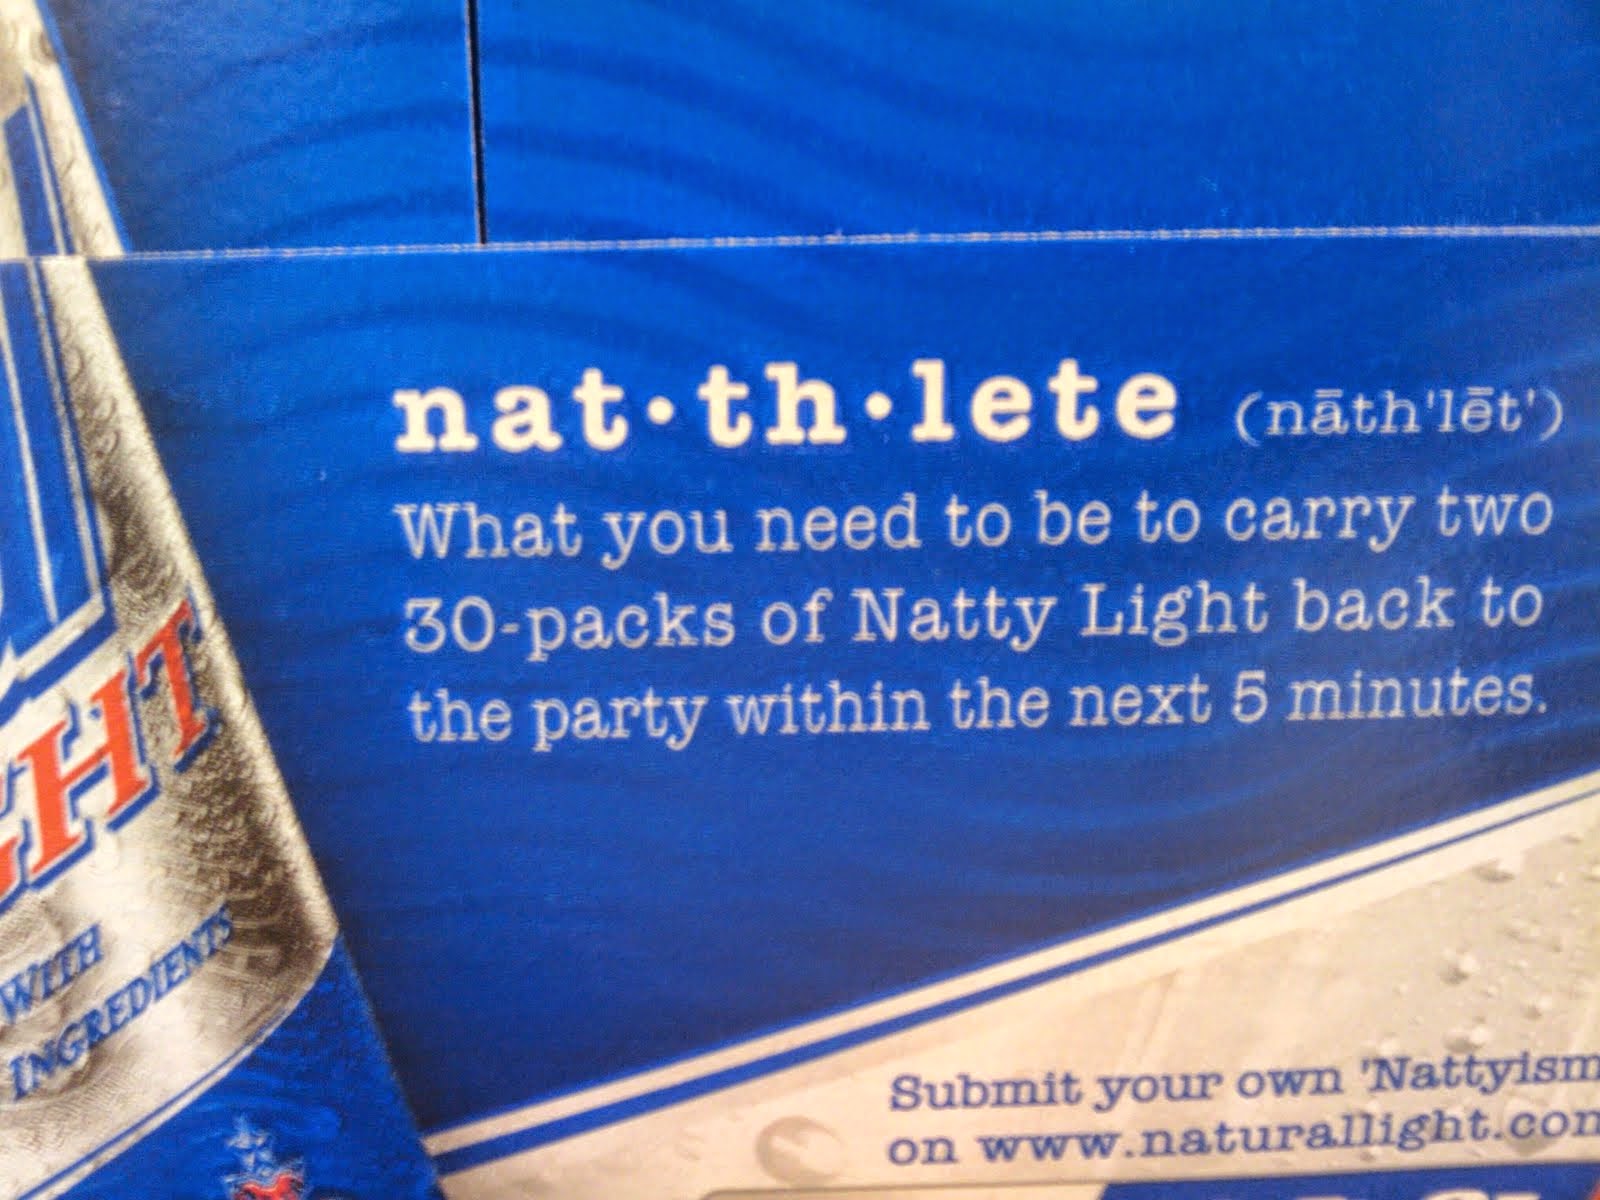 nat·th·lete (nāth'lēt')
What you need to be to carry two
30-packs of Natty Light back to
the party within the next 5 minutes.
GHT
WITH
INGREDIENTS
Submit your own 'Nattyism
on www.naturallight.com